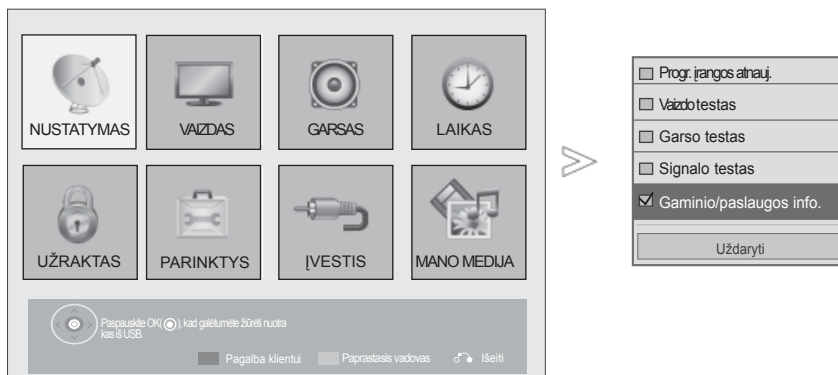 NUSTATYMAS
VAIZDAS
GARSAS
LAIKAS
UŽRAKTAS
PARINKTYS
ĮVESTIS
MANO MEDIJA
Paspauskite OK( ), kad galėtumėte žiūrėti nuotra
kas iš USB.
Pagalba klientui
Paprastasis vadovas
Išeiti
Progr. įrangos atnauj.
Vaizdo testas
Garso testas
Signalo testas
Gaminio/paslaugos info.
Uždaryti